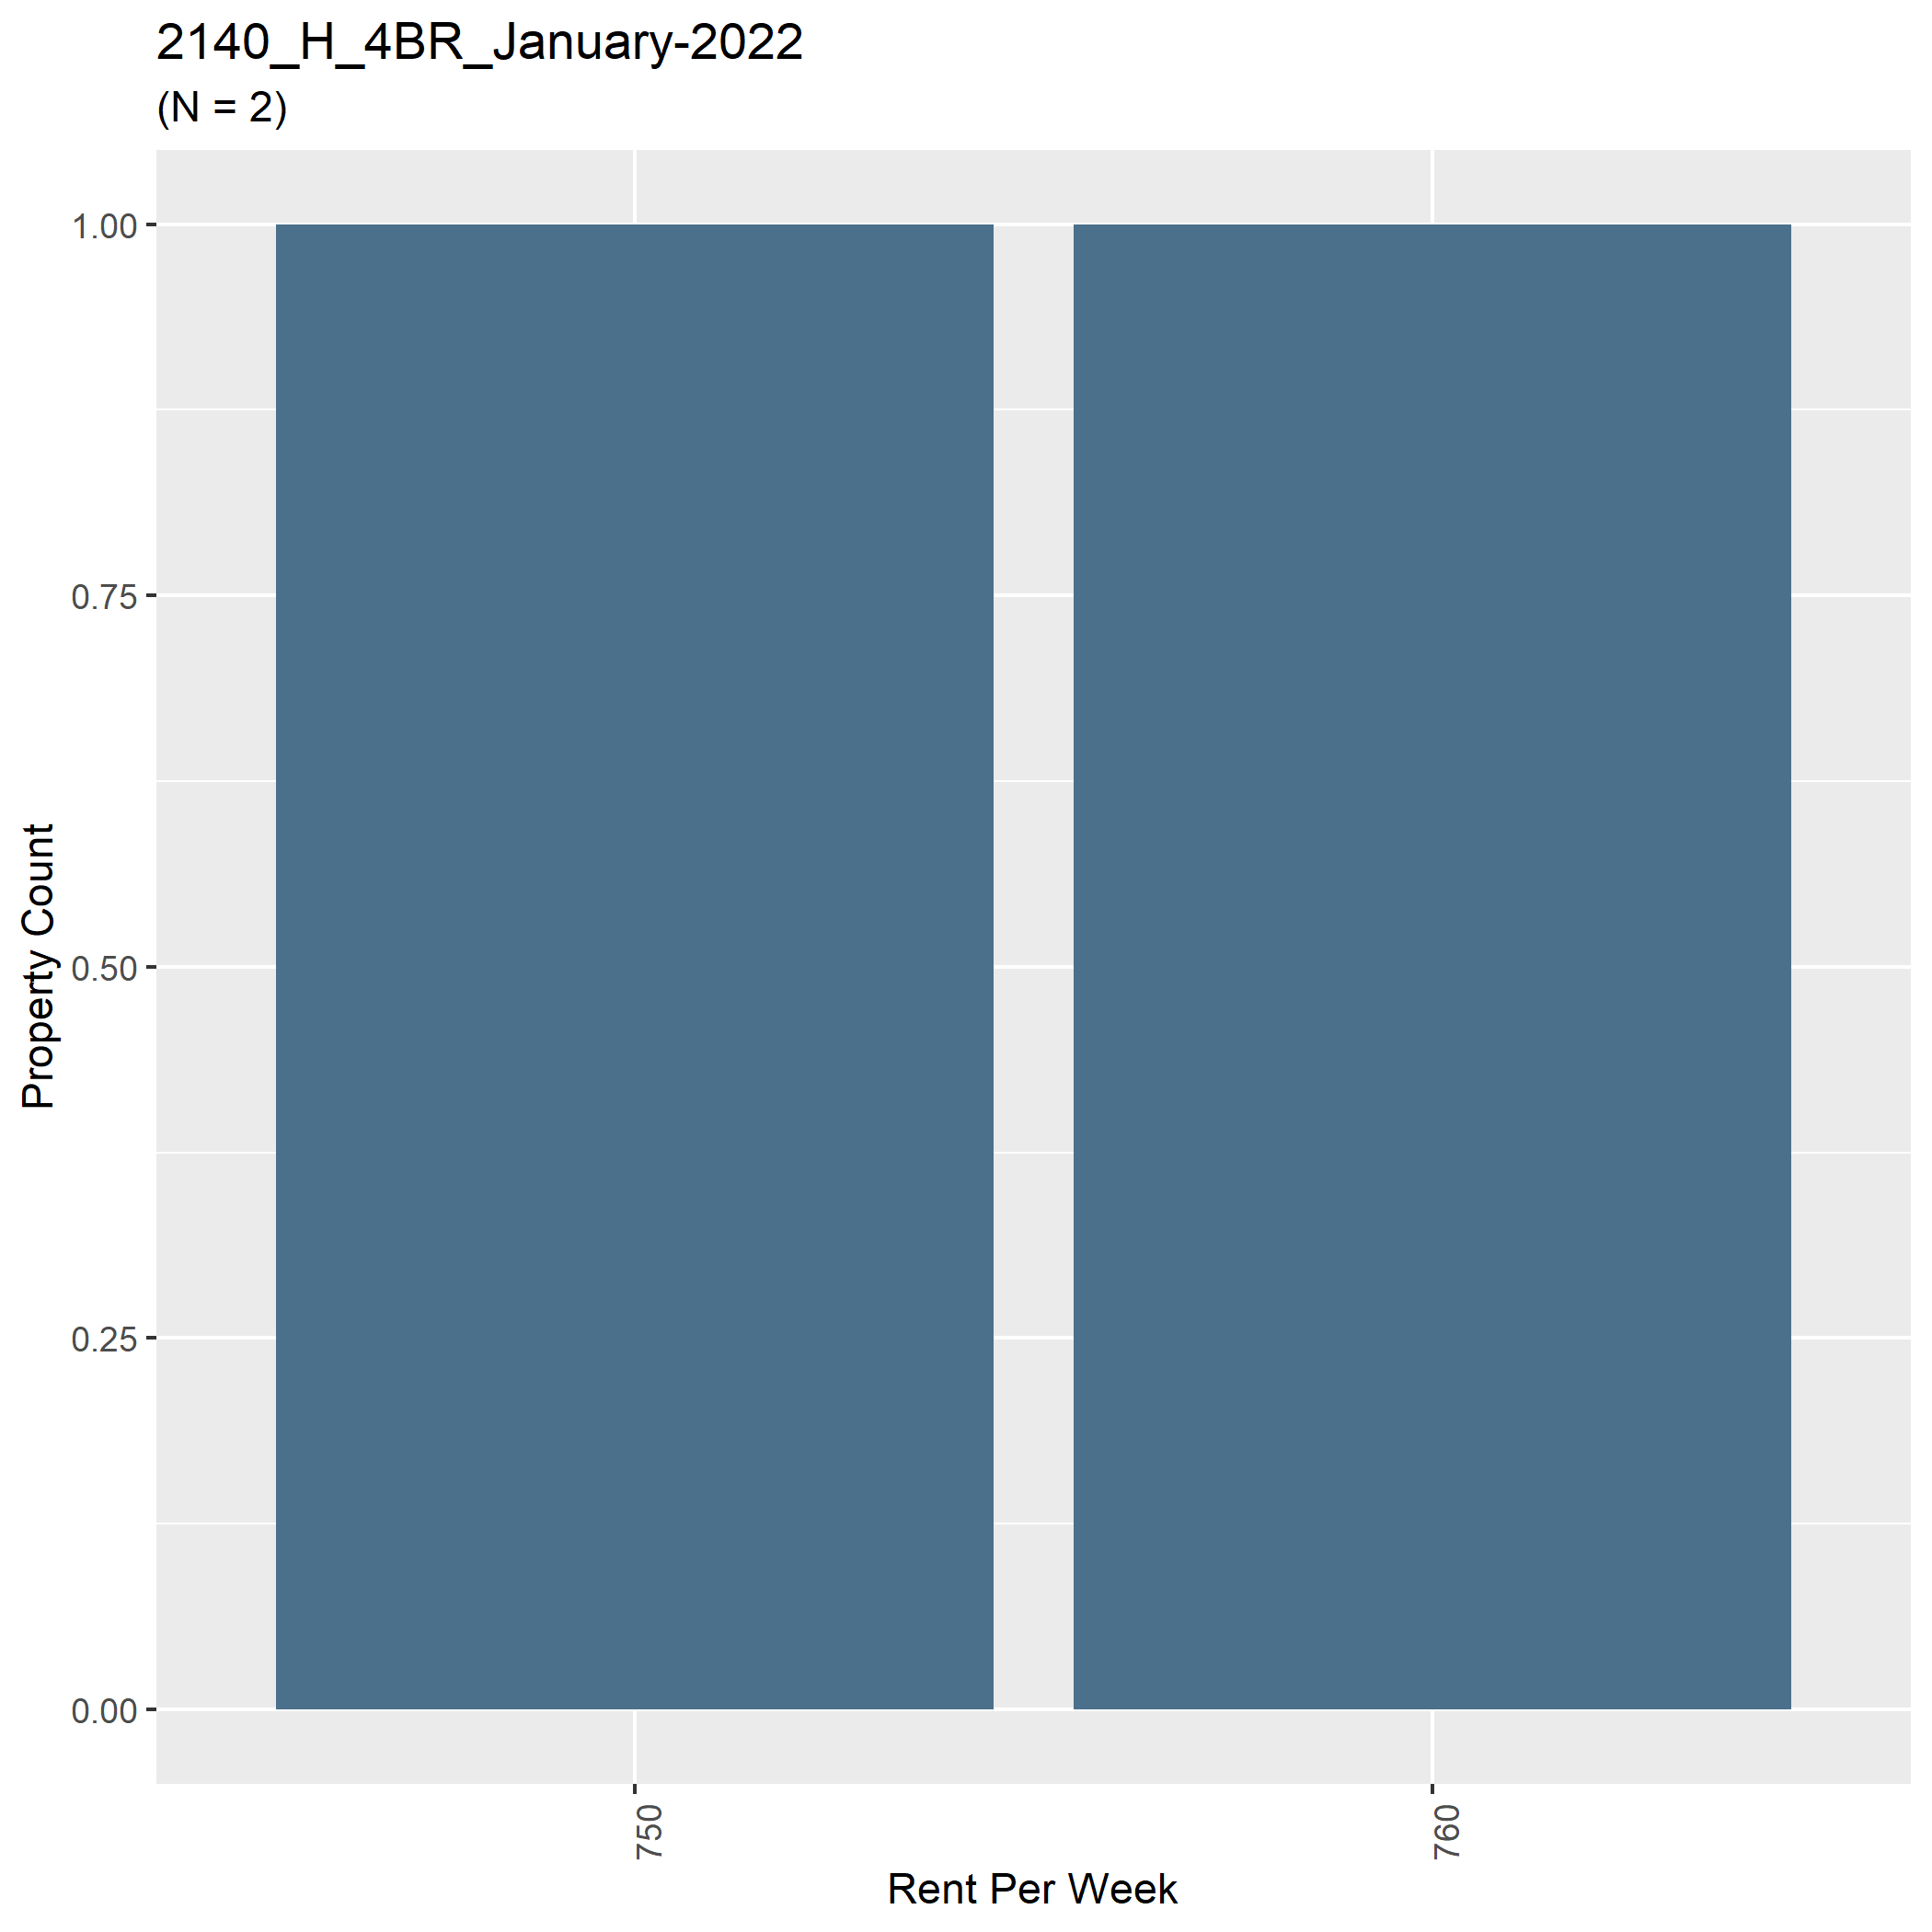 2140_H_4BR_January-2022
(N = 2)
Property Count
1.00
0.75
0.50
0.25
0.00
750
760
Rent Per Week